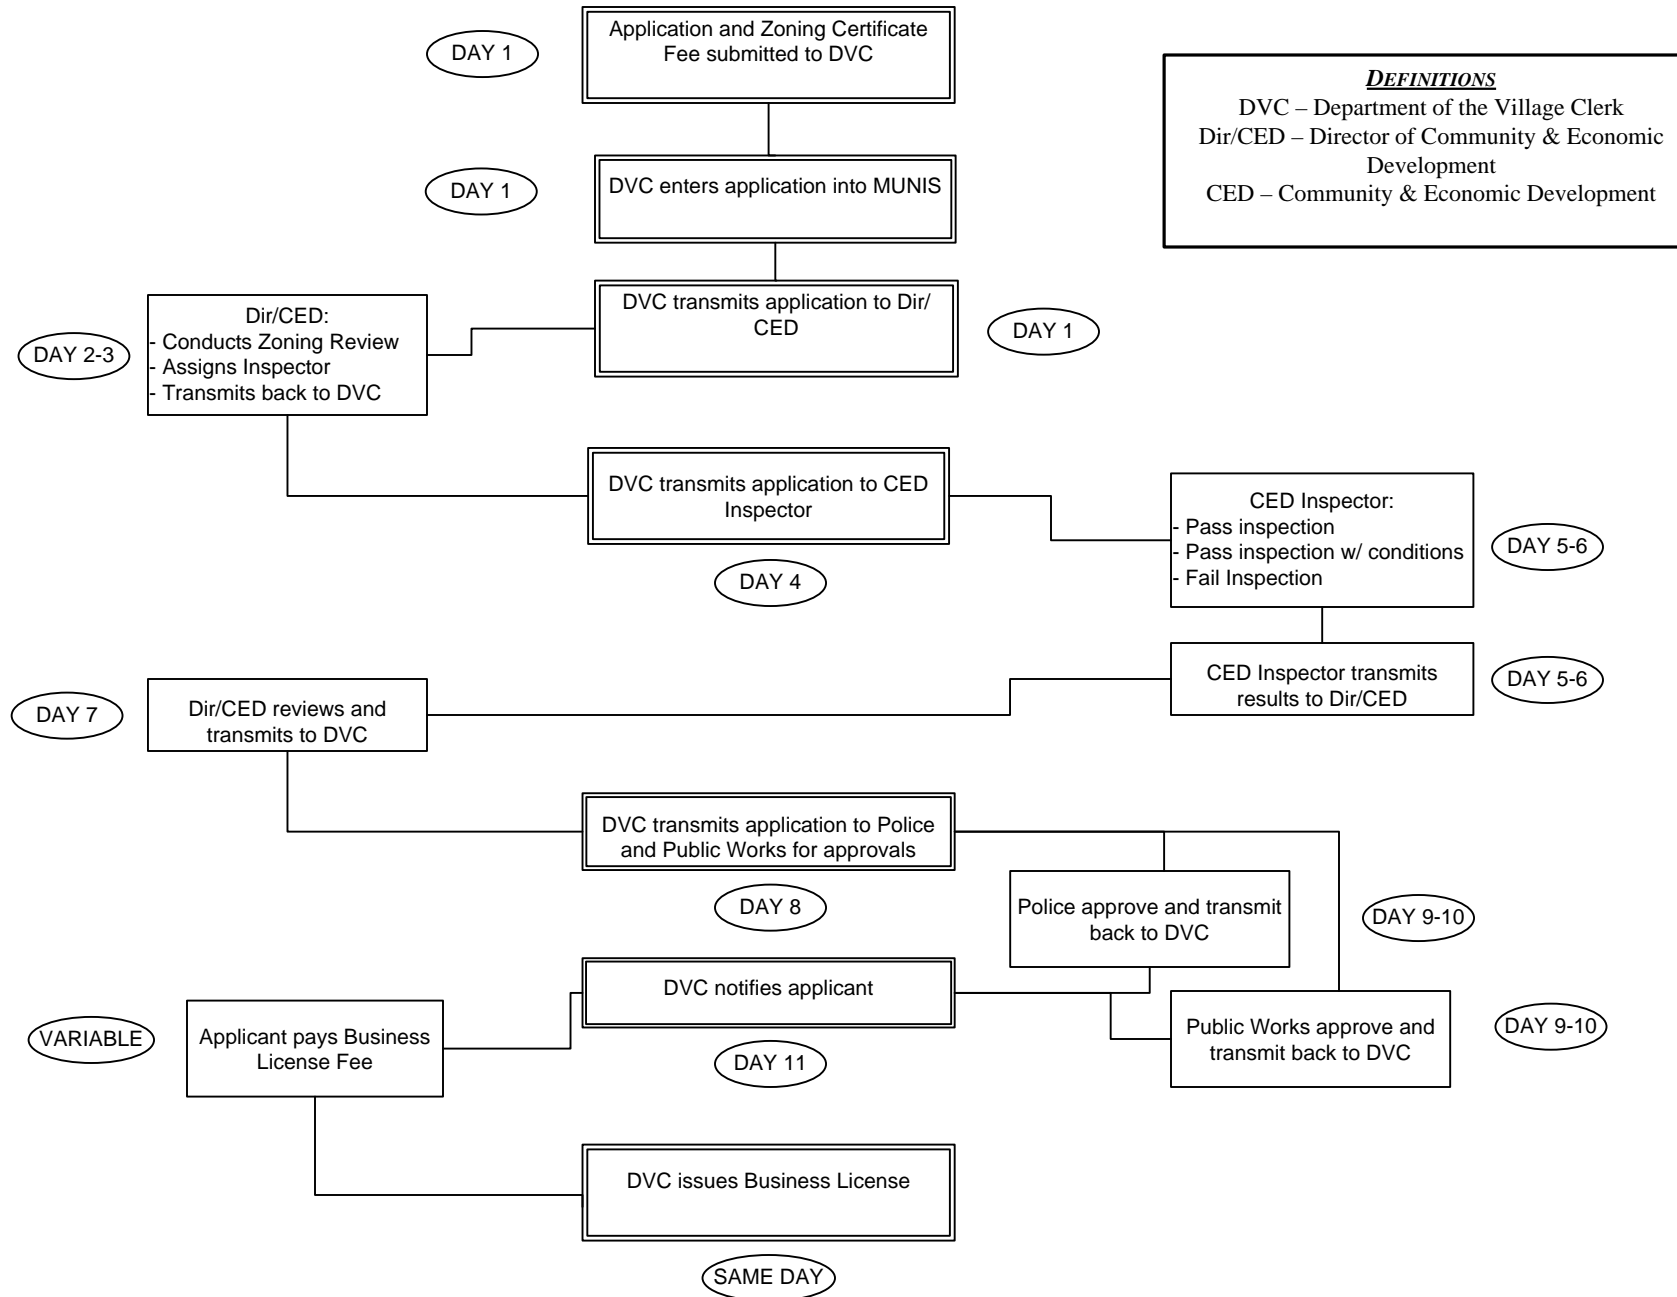 DAY 1
Application and Zoning Certificate
Fee submitted to DVC
DEFINITIONS
DVC – Department of the Village Clerk
Dir/CED – Director of Community & Economic
Development
CED – Community & Economic Development
DAY 1
DVC enters application into MUNIS
DVC transmits application to Dir/
CED
DAY 1
DAY 2-3
Dir/CED:
- Conducts Zoning Review
- Assigns Inspector
- Transmits back to DVC
DVC transmits application to CED
Inspector
DAY 4
CED Inspector:
- Pass inspection
- Pass inspection w/ conditions
- Fail Inspection
DAY 5-6
CED Inspector transmits
results to Dir/CED
DAY 5-6
DAY 7
Dir/CED reviews and
transmits to DVC
DVC transmits application to Police
and Public Works for approvals
DAY 8
Police approve and transmit
back to DVC
DAY 9-10
DVC notifies applicant
DAY 11
Public Works approve and
transmit back to DVC
DAY 9-10
VARIABLE
Applicant pays Business
License Fee
DVC issues Business License
SAME DAY